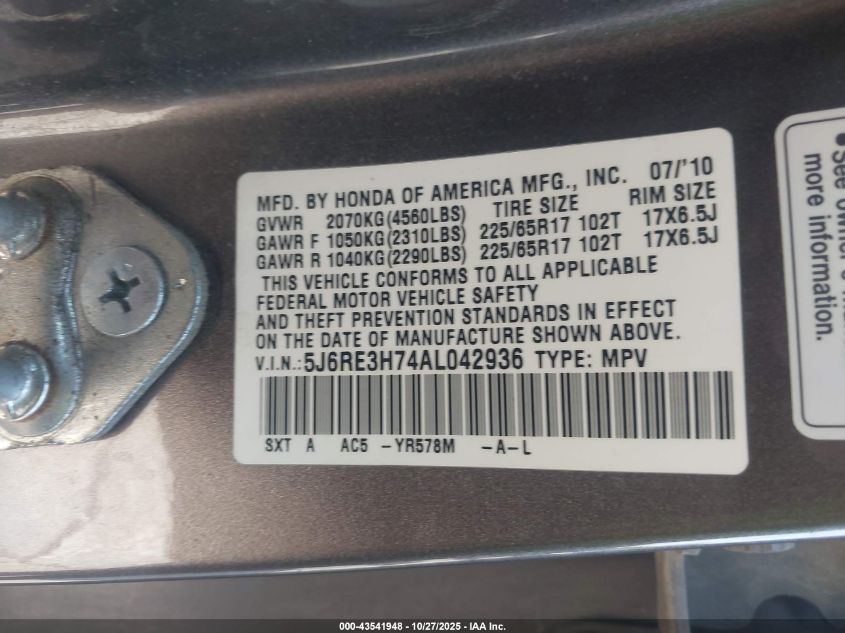 MFD. BY HONDA OF AMERICA MFG., INC. 07/'10
GVWR 2070KG(4560LBS) TIRE SIZE RIM SIZE
GAWR F 1050KG(2310LBS) 225/65R17 102T 17X6.5J
GAWR R 1040KG(2290LBS) 225/65R17 102T 17X6.5J
THIS VEHICLE CONFORMS TO ALL APPLICABLE
FEDERAL MOTOR VEHICLE SAFETY
AND THEFT PREVENTION STANDARDS IN EFFECT
ON THE DATE OF MANUFACTURE SHOWN ABOVE.
V.I.N.:5J6RE3H74AL042936 TYPE: MPV
SXT A AC5 -YR578M -A-L
•See owner's
more information.
000-43541948 - 10/27/2025 - IAA Inc.